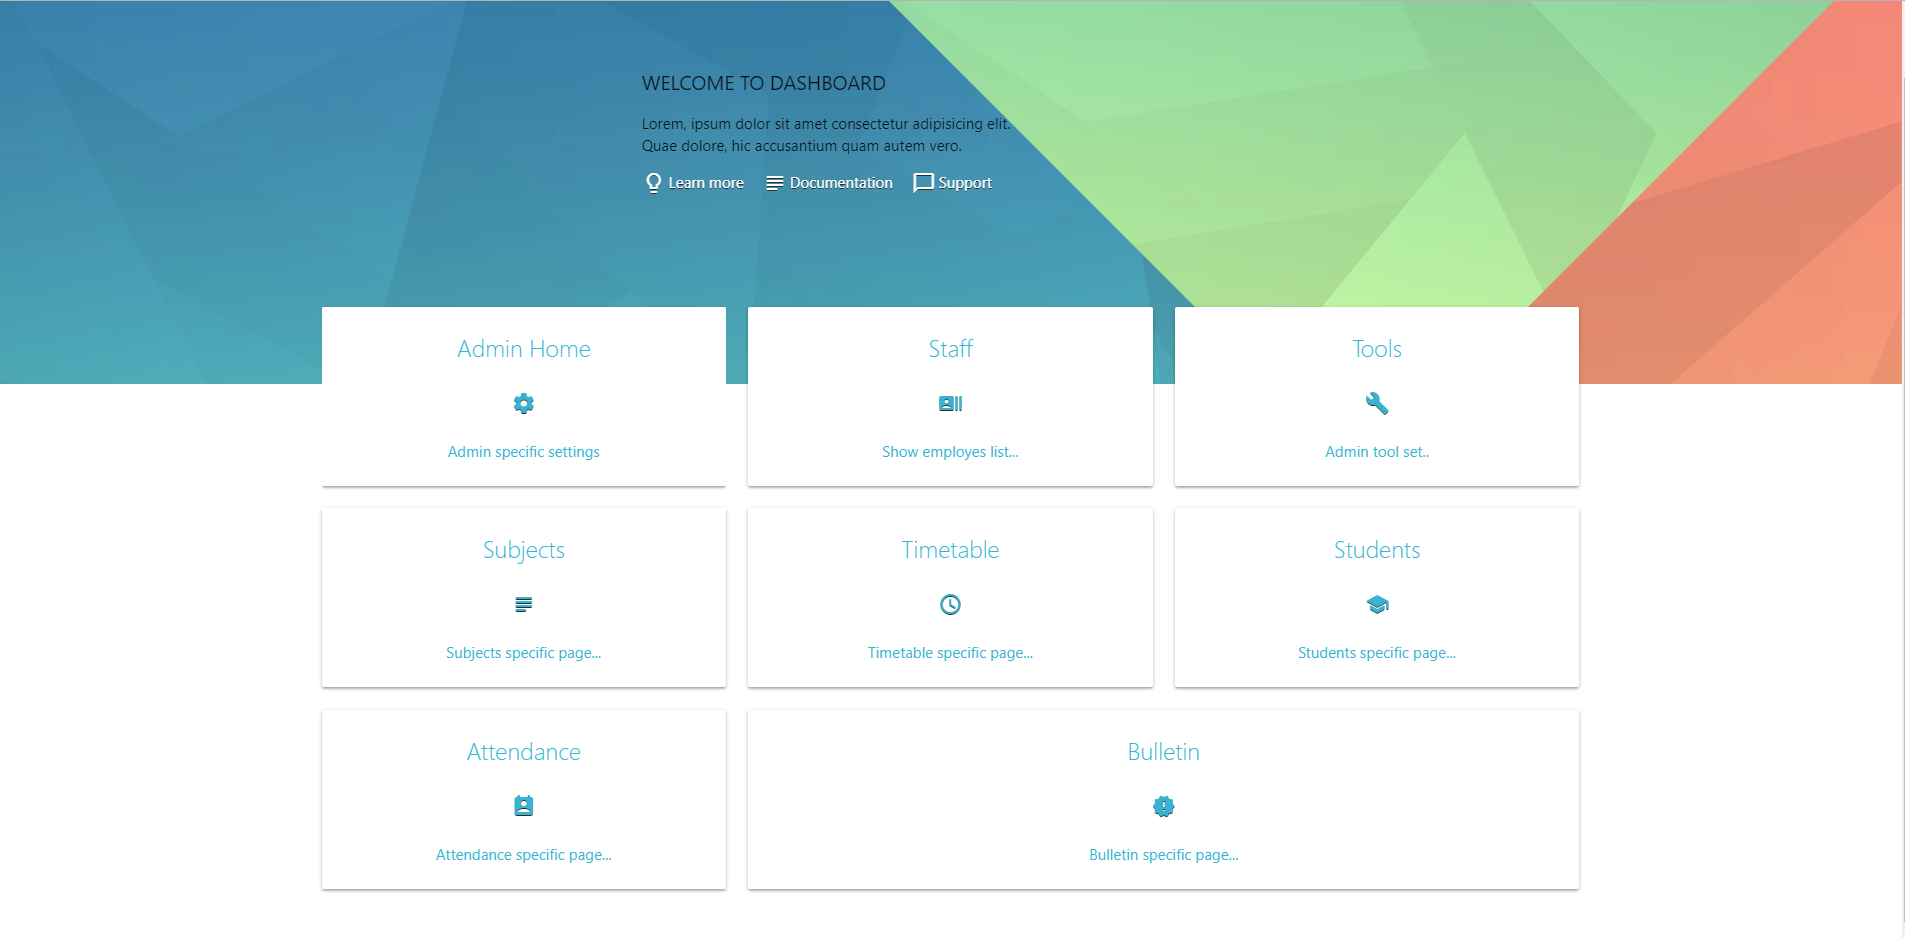 WELCOME TO DASHBOARD
Lorem, ipsum dolor sit amet consectetur adipisicing elit.
Quae dolore, hic accusantium quam autem vero.
Learn more Documentation Support
Admin Home
Admin specific settings
Staff
Show employes list...
Tools
Admin tool set..
Subjects
Subjects specific page...
Timetable
Timetable specific page...
Students
Students specific page...
Attendance
Attendance specific page...
Bulletin
Bulletin specific page...